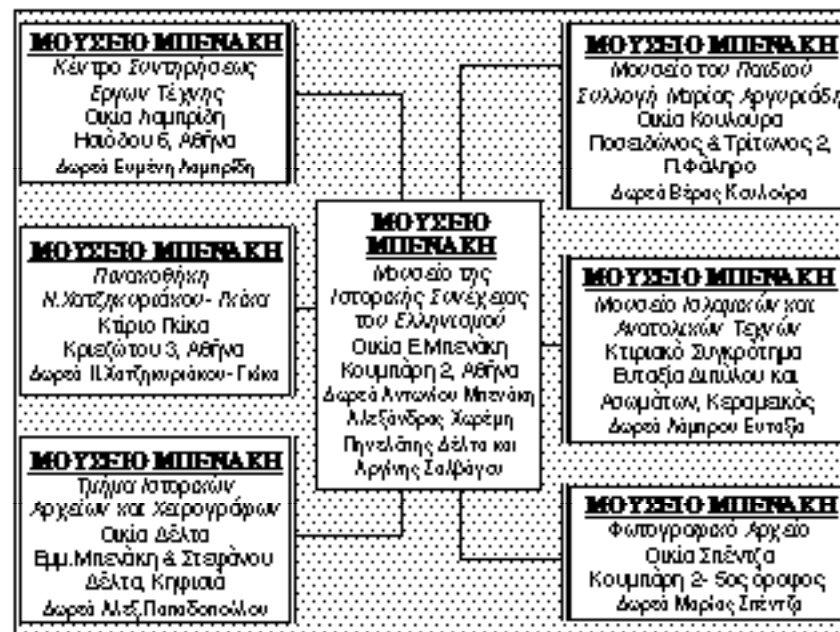 ΜΟΥΣΕΙΟ ΜΠΕΝΑΚΗ
Κέντρο Συντηρήσεως
Εργων Τέχνης
Οικία Λαμπρίδη
Ησιόδου 6, Αθήνα
Δωρεά Ευμένη Λαμπρίδη
ΜΟΥΣΕΙΟ ΜΠΕΝΑΚΗ
Πινακοθήκη
Ν.Χατζηκυριάκου- Γκίκα
Κτίριο Γκίκα
Κριεζώτου 3, Αθήνα
Δωρεά Ν.Χατζηκυριάκου- Γκίκα
ΜΟΥΣΕΙΟ ΜΠΕΝΑΚΗ
Τμήμα Ιστορικών
Αρχείων και Χειρογράφων
Οικία Δέλτα
Εμμ.Μπενάκη & Στεφάνου
Δέλτα, Κηφισιά
Δωρεά Αλεξ.Παπαδοπούλου
ΜΟΥΣΕΙΟ
ΜΠΕΝΑΚΗ
Μουσείο της
Ιστορικής Συνέχειας
του Ελληνισμού
Οικία Ε.Μπενάκη
Κουμπάρη 2, Αθήνα
Δωρεά Αντωνίου Μπενάκη
Αλεξάνδρας Χωρέμη
Πηνελόπης Δέλτα και
Αργίνης Σαλβάγου
ΜΟΥΣΕΙΟ ΜΠΕΝΑΚΗ
Μουσείο του Παιδιού
Συλλογή Μαρίας Αργυριάδη
Οικία Κουλούρα
Ποσειδώνος & Τρίτωνος 2,
Π.Φάληρο
Δωρεά Βέρας Κουλούρα
ΜΟΥΣΕΙΟ ΜΠΕΝΑΚΗ
Μουσείο Ισλαμικών και
Ανατολικών Τεχνών
Κτιριακό Συγκρότημα
Ευταξία Διπύλου και
Ασωμάτων, Κεραμεικός
Δωρεά Λάμπρου Ευταξία
ΜΟΥΣΕΙΟ ΜΠΕΝΑΚΗ
Φωτογραφικό Αρχείο
Οικία Σπέντζα
Κουμπάρη 2- 5ος όροφος
Δωρεά Μαρίας Σπέντζα